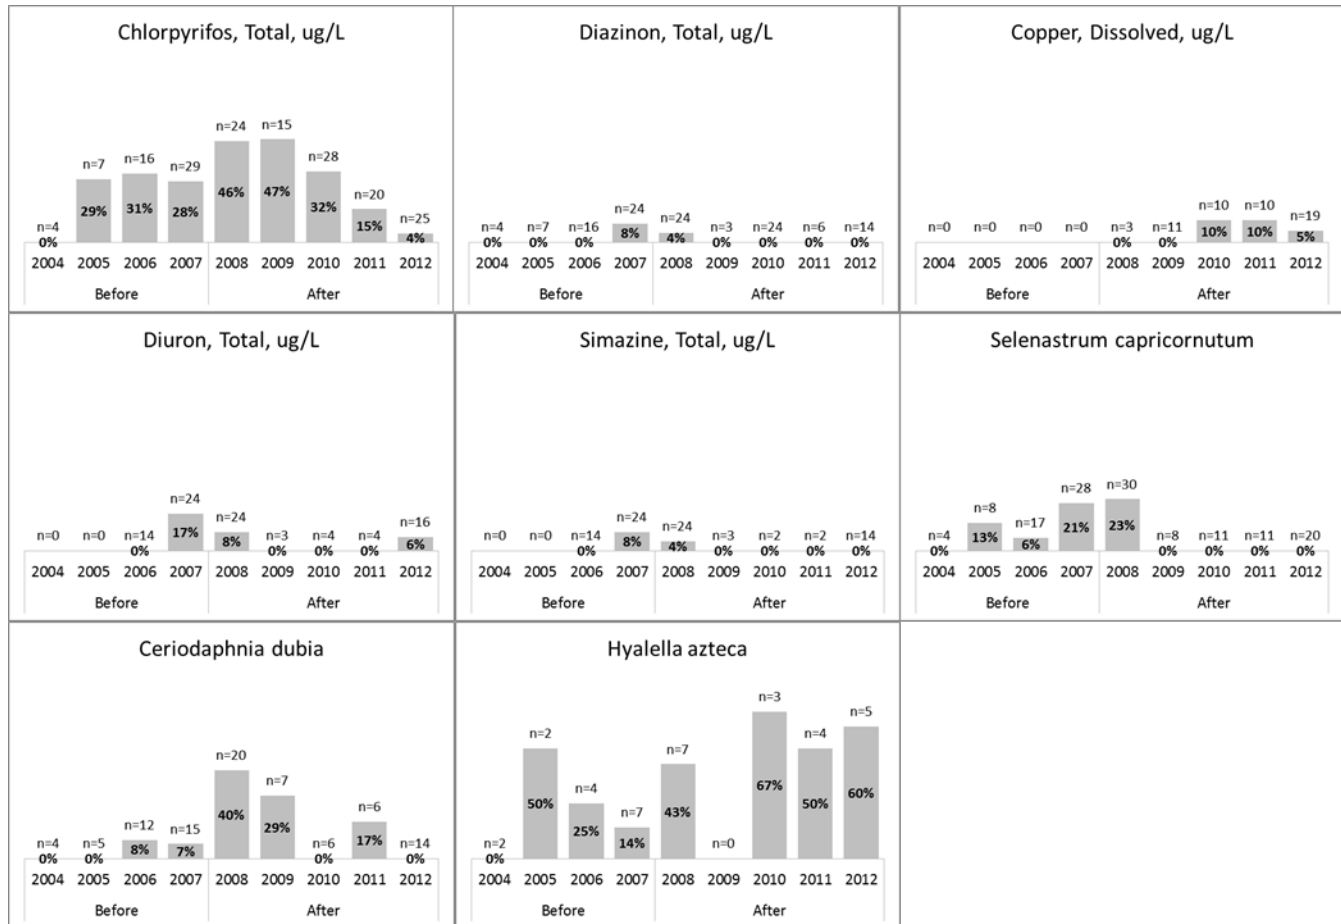 Chlorpyrifos, Total, ug/L
n=4 n=7 n=16 n=29 n=24 n=15 n=28 n=20 n=25
0% 29% 31% 28% 46% 47% 32% 15% 4%
2004 2005 2006 2007 2008 2009 2010 2011 2012
Before After
Diazinon, Total, ug/L
n=4 n=7 n=16 n=24 n=24 n=3 n=24 n=6 n=14
0% 0% 0% 8% 4% 0% 0% 0% 0%
2004 2005 2006 2007 2008 2009 2010 2011 2012
Before After
Copper, Dissolved, ug/L
n=0 n=0 n=0 n=0 n=3 n=11 n=10 n=10 n=19
0% 0% 10% 10% 5%
2004 2005 2006 2007 2008 2009 2010 2011 2012
Before After
Diuron, Total, ug/L
n=0 n=0 n=14 n=24 n=24 n=3 n=4 n=4 n=16
0% 17% 8% 0% 0% 0% 6%
2004 2005 2006 2007 2008 2009 2010 2011 2012
Before After
Simazine, Total, ug/L
n=0 n=0 n=14 n=24 n=24 n=3 n=2 n=2 n=14
0% 8% 4% 0% 0% 0% 0%
2004 2005 2006 2007 2008 2009 2010 2011 2012
Before After
Selenastrum capricornutum
n=4 n=8 n=17 n=28 n=30 n=8 n=11 n=11 n=20
0% 13% 6% 21% 23% 0% 0% 0% 0%
2004 2005 2006 2007 2008 2009 2010 2011 2012
Before After
Ceriodaphnia dubia
n=4 n=5 n=12 n=15 n=20 n=7 n=6 n=6 n=14
0% 0% 8% 7% 40% 29% 0% 17% 0%
2004 2005 2006 2007 2008 2009 2010 2011 2012
Before After
Hyalella azteca
n=2 n=2 n=4 n=7 n=7 n=0 n=3 n=4 n=5
0% 50% 25% 14% 43% 67% 50% 60%
2004 2005 2006 2007 2008 2009 2010 2011 2012
Before After